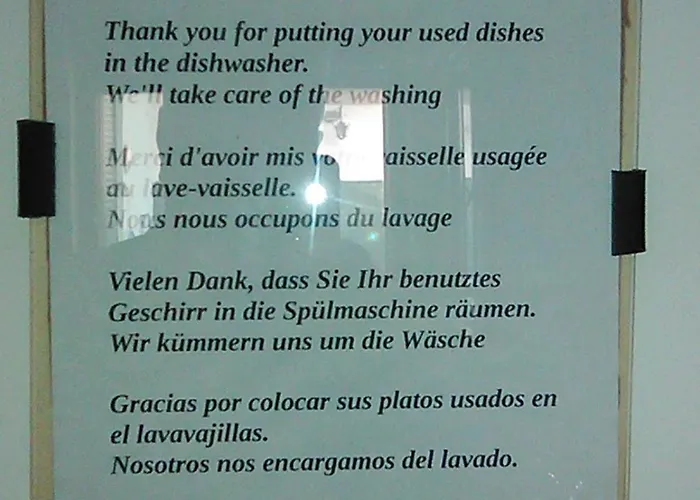 Thank you for putting your used dishes
in the dishwasher.
We'll take care of the washing
Merci d'avoir mis votre vaisselle usagée
au lave-vaisselle.
Nous nous occupons du lavage
Vielen Dank, dass Sie Ihr benutztes
Geschirr in die Spülmaschine räumen.
Wir kümmern uns um die Wäsche
Gracias por colocar sus platos usados en
el lavavajillas.
Nosotros nos encargamos del lavado.